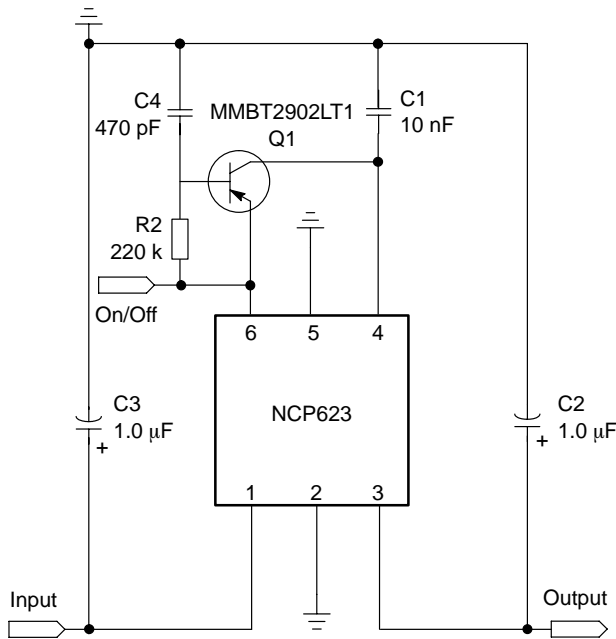 C4
470 pF
MMBT2902LT1
Q1
C1
10 nF
R2
220 k
On/Off
6
5
4
NCP623
C3
1.0 μF
+
C2
1.0 μF
+
1
2
3
Input
Output